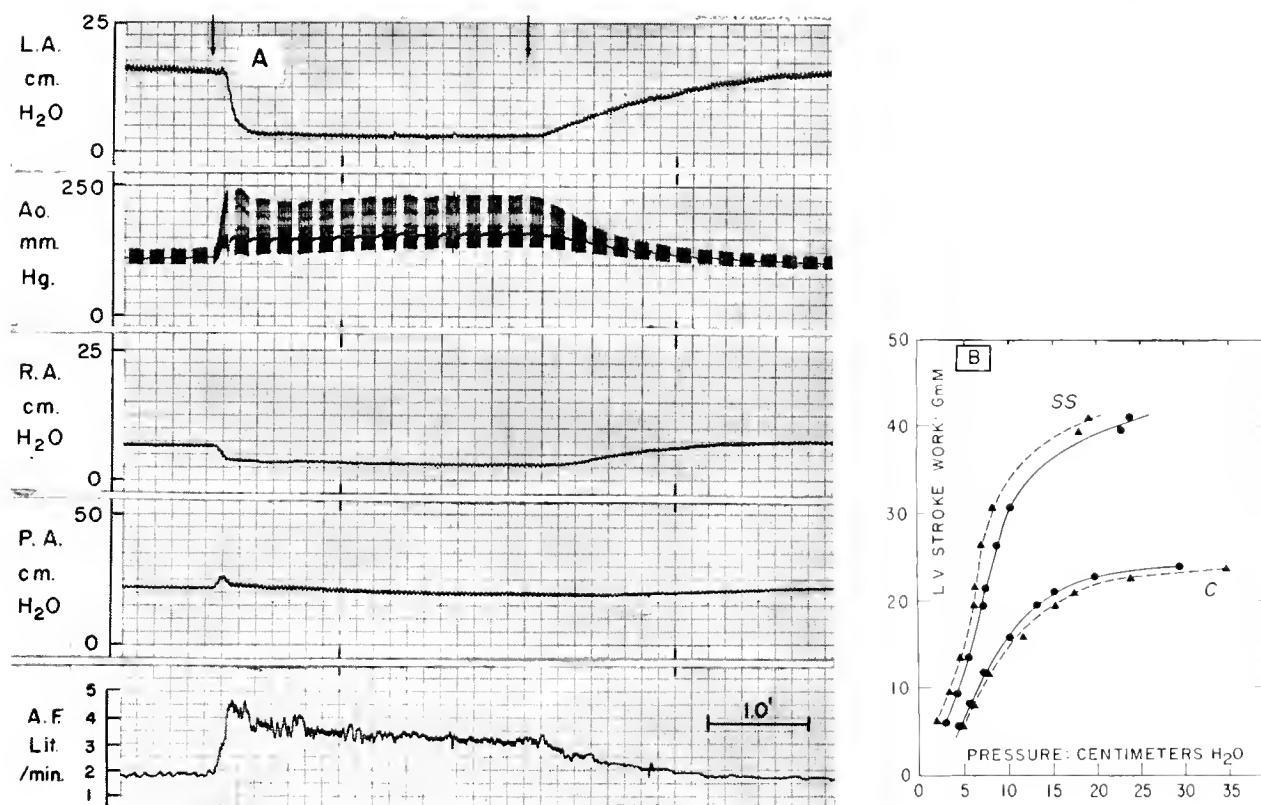 25
A
L.A.
cm.
H₂O
0
250
Ao.
mm.
Hg.
0
25
R.A.
cm.
H₂O
0
50
P.A.
cm.
H₂O
0
5
A.F. 4
Lit. 3
/min. 2
1
1.0'
50
B
LV STROKE WORK: GmM
SS
40
30
C
20
10
PRESSURE: CENTIMETERS H₂O
0
0 5 10 15 20 25 30 35